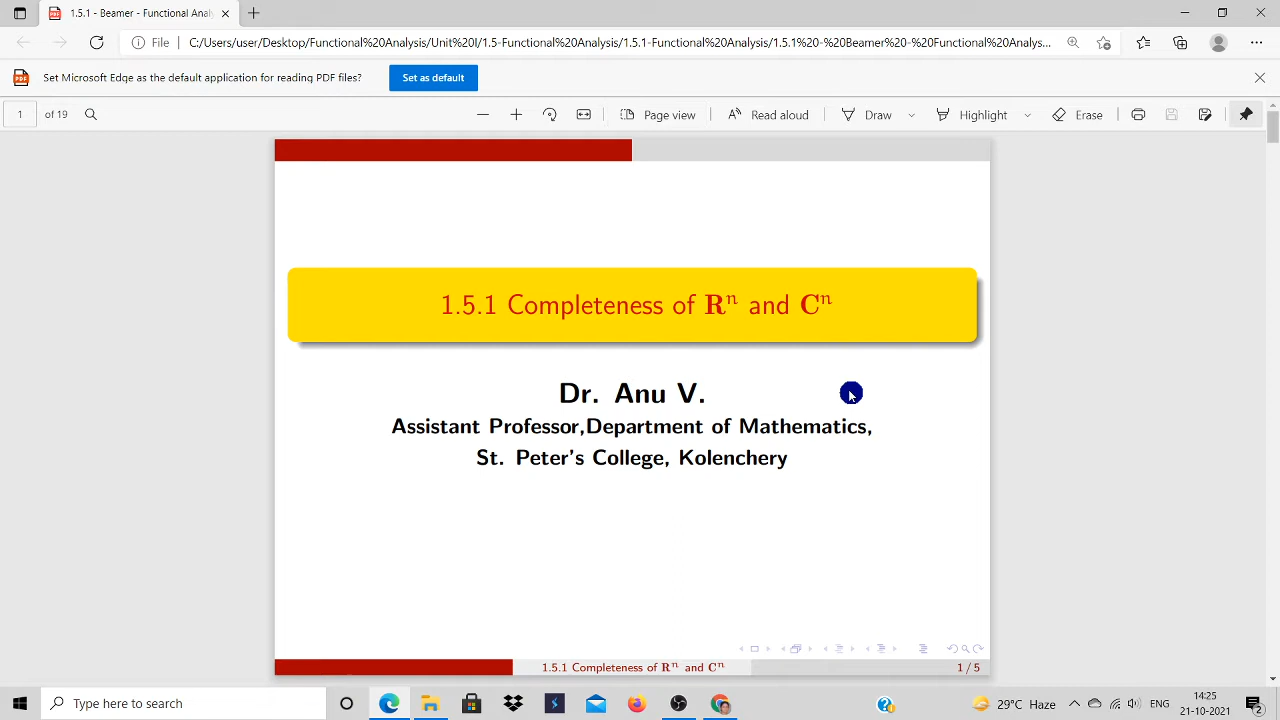 1.5.1 - Beamer - Functional Anal
File
C:/Users/user/Desktop/Functional%20Analysis/Unit%20I/1.5-Functional%20Analysis/1.5.1-Functional%20Analysis/1.5.1%20-%20Beamer%20-%20Functional%20Analys...
Set Microsoft Edge as the default application for reading PDF files?
Set as default
1 of 19
Page view
Read aloud
Draw
Highlight
Erase
1.5.1 Completeness of Rⁿ and Cⁿ
Dr. Anu V.
Assistant Professor,Department of Mathematics,
St. Peter's College, Kolenchery
1.5.1 Completeness of Rⁿ and Cⁿ
1 / 5
Type here to search
29°C Haze
ENG
14:25
21-10-2021
2